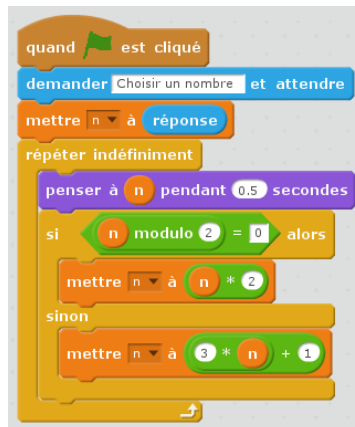 quand est cliqué
demander Choisir un nombre et attendre
mettre n à réponse
répéter indéfiniment
penser à n pendant 0.5 secondes
si n modulo 2 = 0 alors
mettre n à n * 2
sinon
mettre n à 3 * n + 1